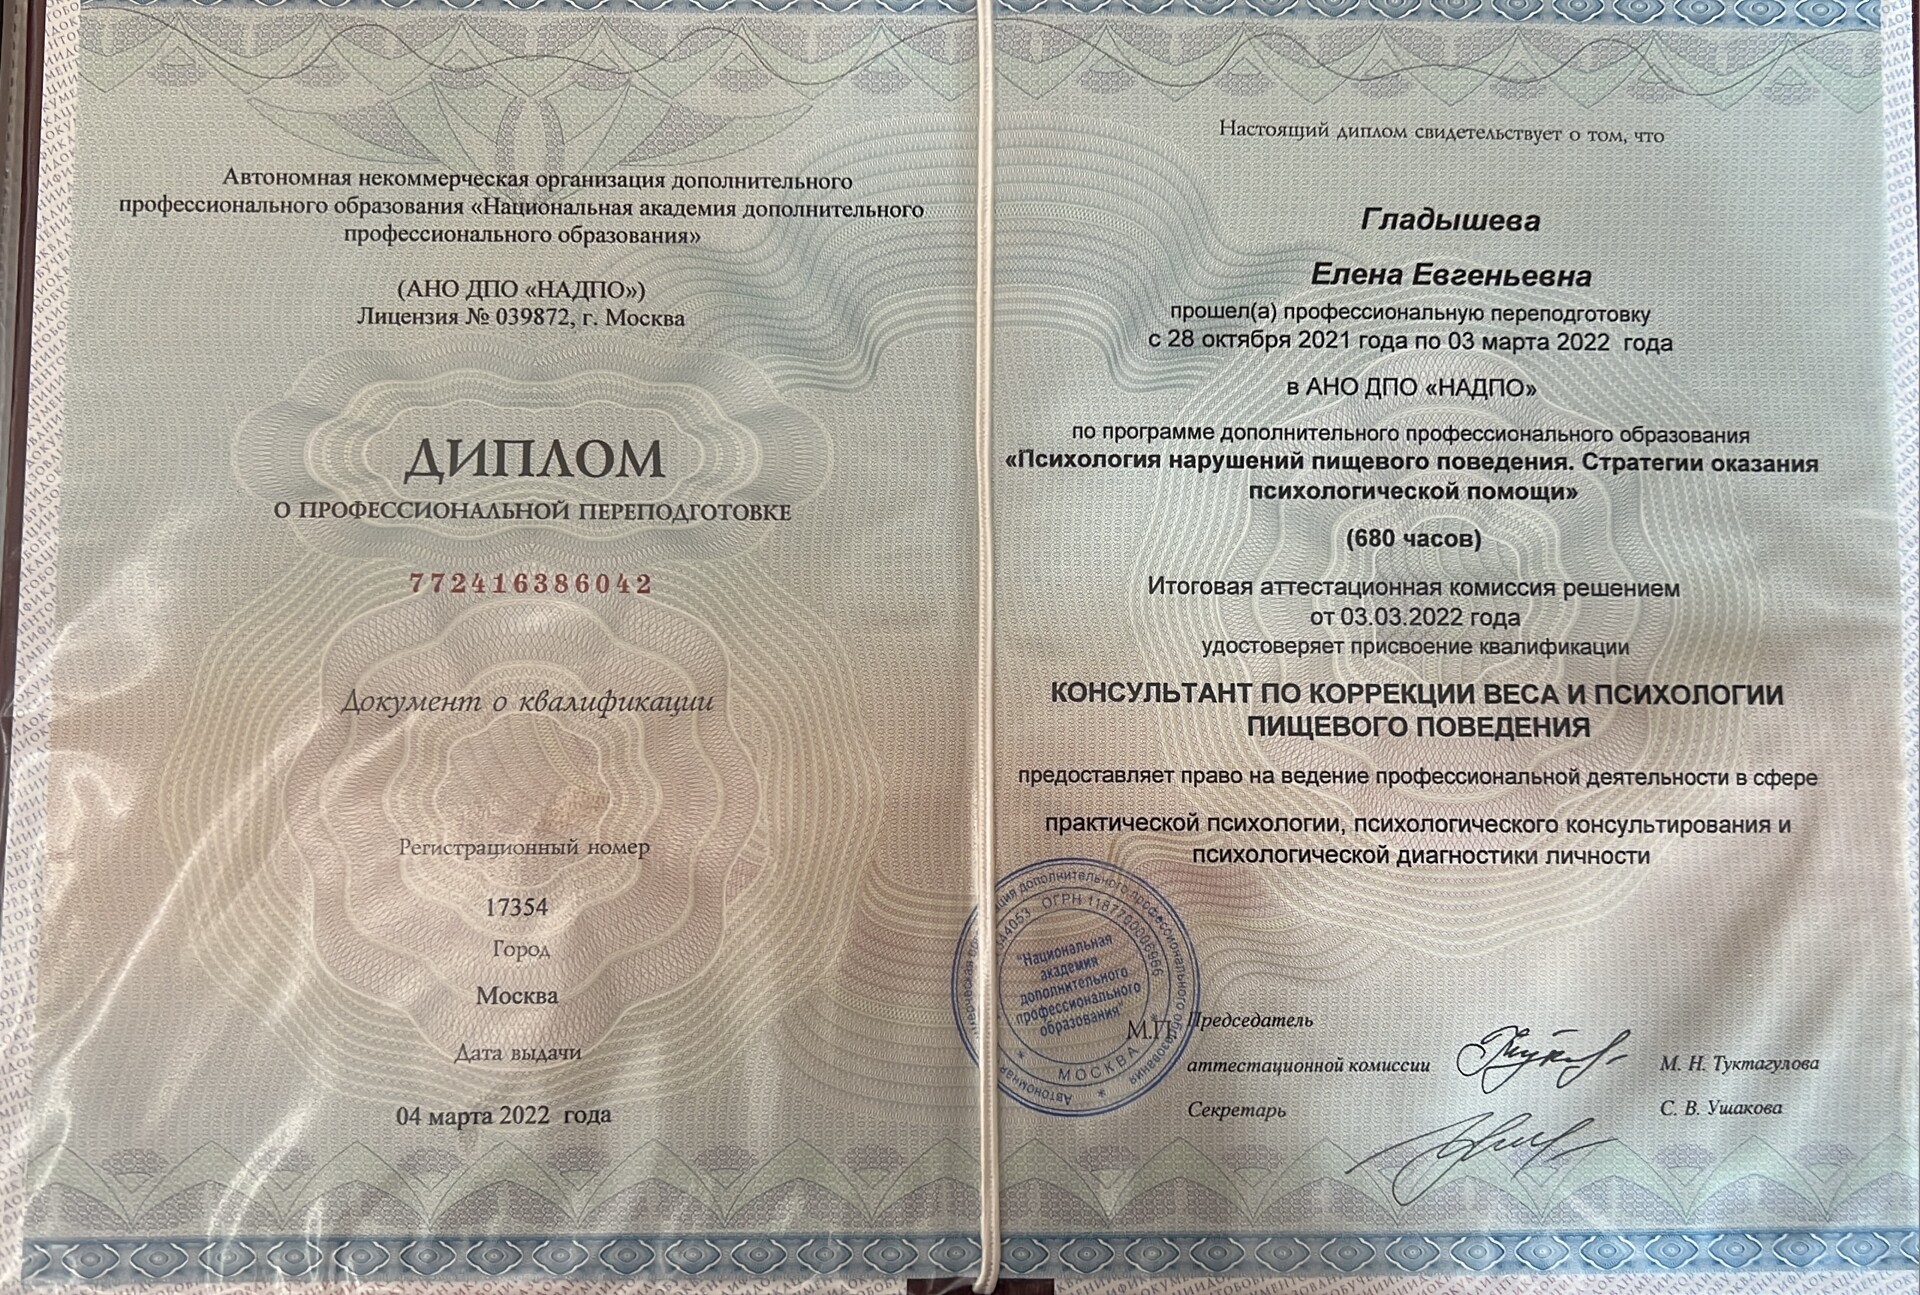 Автономная некоммерческая организация дополнительного
профессионального образования «Национальная академия дополнительного
профессионального образования»
(АНО ДПО «НАДПО»)
Лицензия № 039872, г. Москва
ДИПЛОМ
О ПРОФЕССИОНАЛЬНОЙ ПЕРЕПОДГОТОВКЕ
772416386042
Документ о квалификации
Регистрационный номер
17354
Город
Москва
Дата выдачи
04 марта 2022 года
Настоящий диплом свидетельствует о том, что
Гладышева
Елена Евгеньевна
прошел(а) профессиональную переподготовку
с 28 октября 2021 года по 03 марта 2022 года
в АНО ДПО «НАДПО»
по программе дополнительного профессионального образования
«Психология нарушений пищевого поведения. Стратегии оказания
психологической помощи»
(680 часов)
Итоговая аттестационная комиссия решением
от 03.03.2022 года
удостоверяет присвоение квалификации
КОНСУЛЬТАНТ ПО КОРРЕКЦИИ ВЕСА И ПСИХОЛОГИИ
ПИЩЕВОГО ПОВЕДЕНИЯ
предоставляет право на ведение профессиональной деятельности в сфере
практической психологии, психологического консультирования и
психологической диагностики личности
"Национальная
академия
дополнительного
профессионального
образования"
МОСКВА
М.П.
Председатель
аттестационной комиссии
М. Н. Туктагулова
Секретарь
С. В. Ушакова